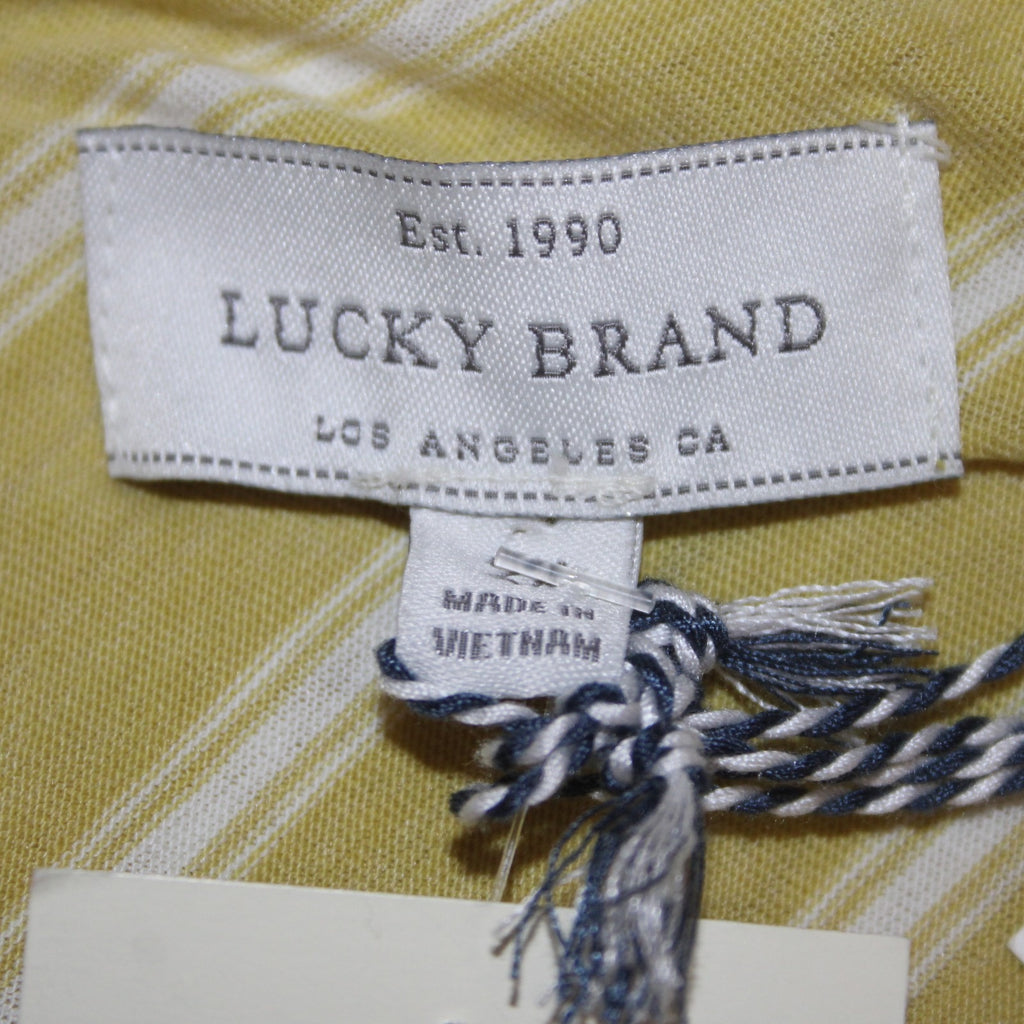 Est. 1990
LUCKY BRAND
LOS ANGELES CA
MADE IN
VIETNAM